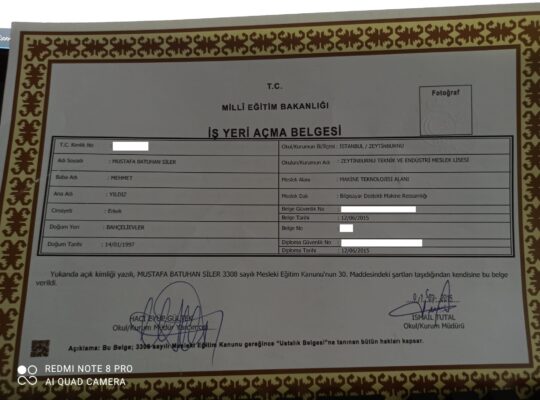 T.C.
MİLLÎ EĞİTİM BAKANLIĞI
Fotoğraf
İŞ YERİ AÇMA BELGESİ
T.C. Kimlik No :
Adı Soyadı : MUSTAFA BATUHAN SİLER
Baba Adı : MEHMET
Ana Adı : YILDIZ
Cinsiyeti : Erkek
Doğum Yeri : BAHÇELİEVLER
Doğum Tarihi : 14/01/1997
Okul/Kurumun İli/İlçesi : İSTANBUL / ZEYTİNBURNU
Okulun/Kurumun Adı : ZEYTİNBURNU TEKNİK VE ENDÜSTRİ MESLEK LİSESİ
Meslek Alanı : MAKİNE TEKNOLOJİSİ ALANI
Meslek Dalı : Bilgisayar Destekli Makine Ressamlığı
Belge Güvenlik No :
Belge Tarihi : 12/06/2015
Belge No :
Diploma Güvenlik No :
Diploma Tarihi : 12/06/2015
Yukarıda açık kimliği yazılı, MUSTAFA BATUHAN SİLER 3308 sayılı Mesleki Eğitim Kanunu'nun 30. Maddesindeki şartları taşıdığından kendisine bu belge
verildi.
HACI EYÜP GÜLTEK
Okul/Kurum Müdür Yardımcısı
2015
İSMAİL TUTAL
Okul/Kurum Müdürü
Açıklama: Bu Belge; 3308 sayılı Mesleki Eğitim Kanunu gereğince "Ustalık Belgesi"ne tanınan bütün hakları kapsar.
REDMI NOTE 8 PRO
AI QUAD CAMERA